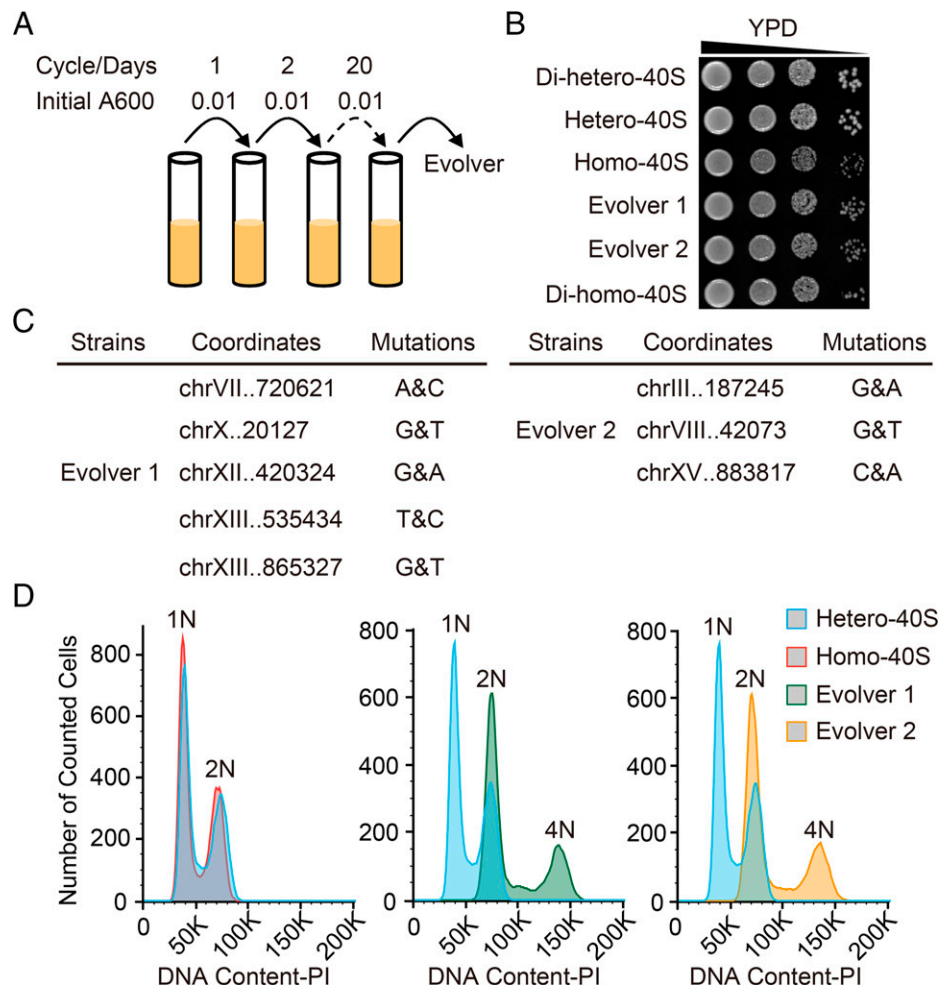 A
Cycle/Days 1 2 20
Initial A600 0.01 0.01 0.01
Evolver
B
YPD
Di-hetero-40S
Hetero-40S
Homo-40S
Evolver 1
Evolver 2
Di-homo-40S
C
Strains Coordinates Mutations
chrVII..720621 A&C
chrX..20127 G&T
Evolver 1 chrXII..420324 G&A
chrXIII..535434 T&C
chrXIII..865327 G&T
Strains Coordinates Mutations
chrIII..187245 G&A
Evolver 2 chrVIII..42073 G&T
chrXV..883817 C&A
D
Number of Counted Cells
800
600
400
200
0
1N
2N
0 50K 100K 150K 200K
DNA Content-PI
800
600
400
200
0
1N
2N
4N
0 50K 100K 150K 200K
DNA Content-PI
800
600
400
200
0
1N
2N
4N
0 50K 100K 150K 200K
DNA Content-PI
Hetero-40S
Homo-40S
Evolver 1
Evolver 2